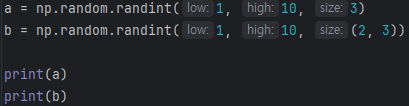 a = np.random.randint(low: 1, high: 10, size: 3)
b = np.random.randint(low: 1, high: 10, size: (2, 3))
print(a)
print(b)